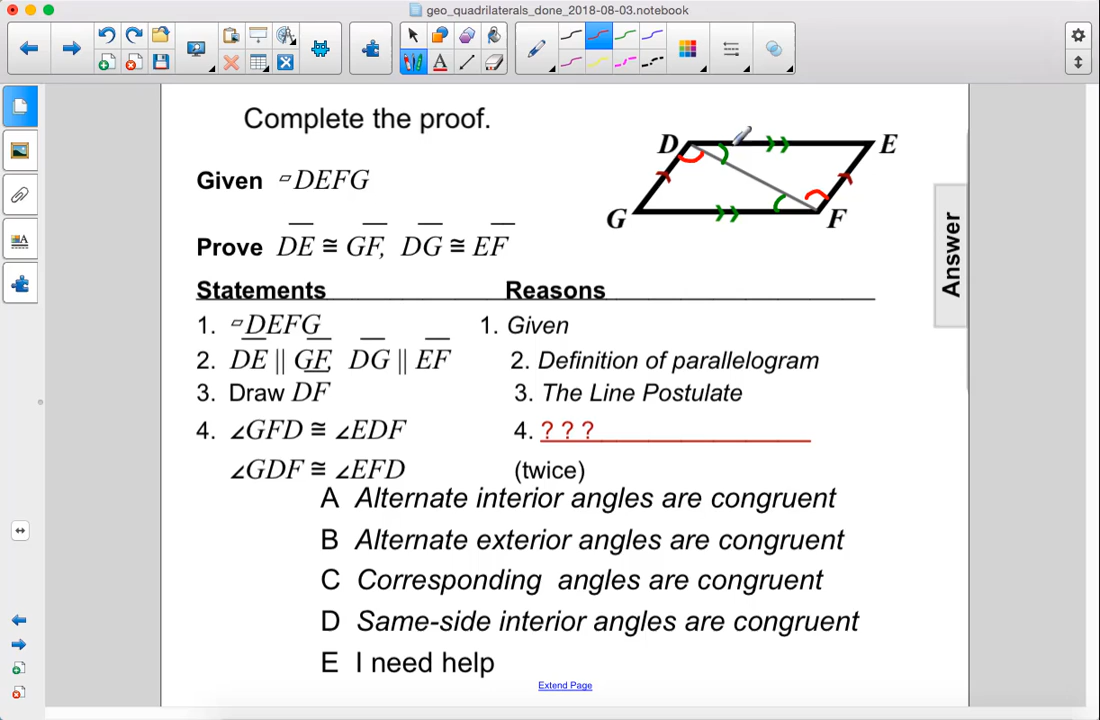 geo_quadrilaterals_done_2018-08-03.notebook
Complete the proof.
Given ▱DEFG
D E
G F
Prove DE ≅ GF, DG ≅ EF
Answer
Statements Reasons
1. ▱DEFG 1. Given
2. DE || GF, DG || EF 2. Definition of parallelogram
3. Draw DF 3. The Line Postulate
4. ∠GFD ≅ ∠EDF 4. ? ? ?
∠GDF ≅ ∠EFD (twice)
A Alternate interior angles are congruent
B Alternate exterior angles are congruent
C Corresponding angles are congruent
D Same-side interior angles are congruent
E I need help
Extend Page